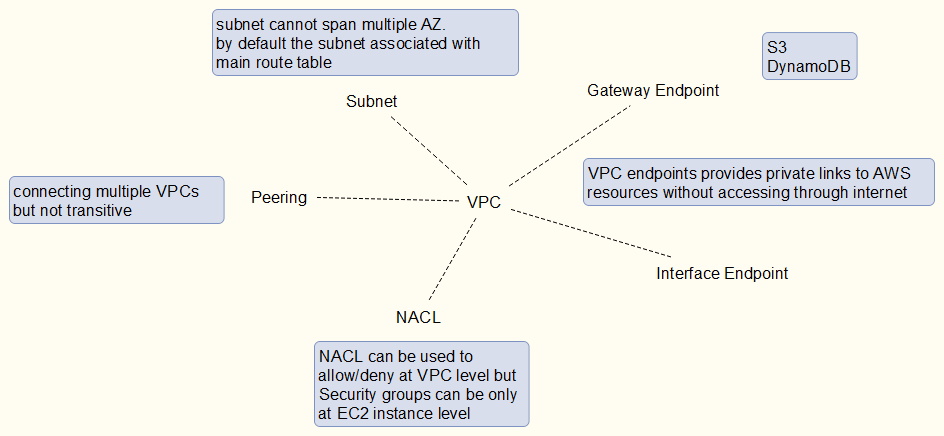 subnet cannot span multiple AZ.
by default the subnet associated with
main route table
S3
DynamoDB
Subnet
Gateway Endpoint
connecting multiple VPCs
but not transitive
Peering
VPC
VPC endpoints provides private links to AWS
resources without accessing through internet
Interface Endpoint
NACL
NACL can be used to
allow/deny at VPC level but
Security groups can be only
at EC2 instance level